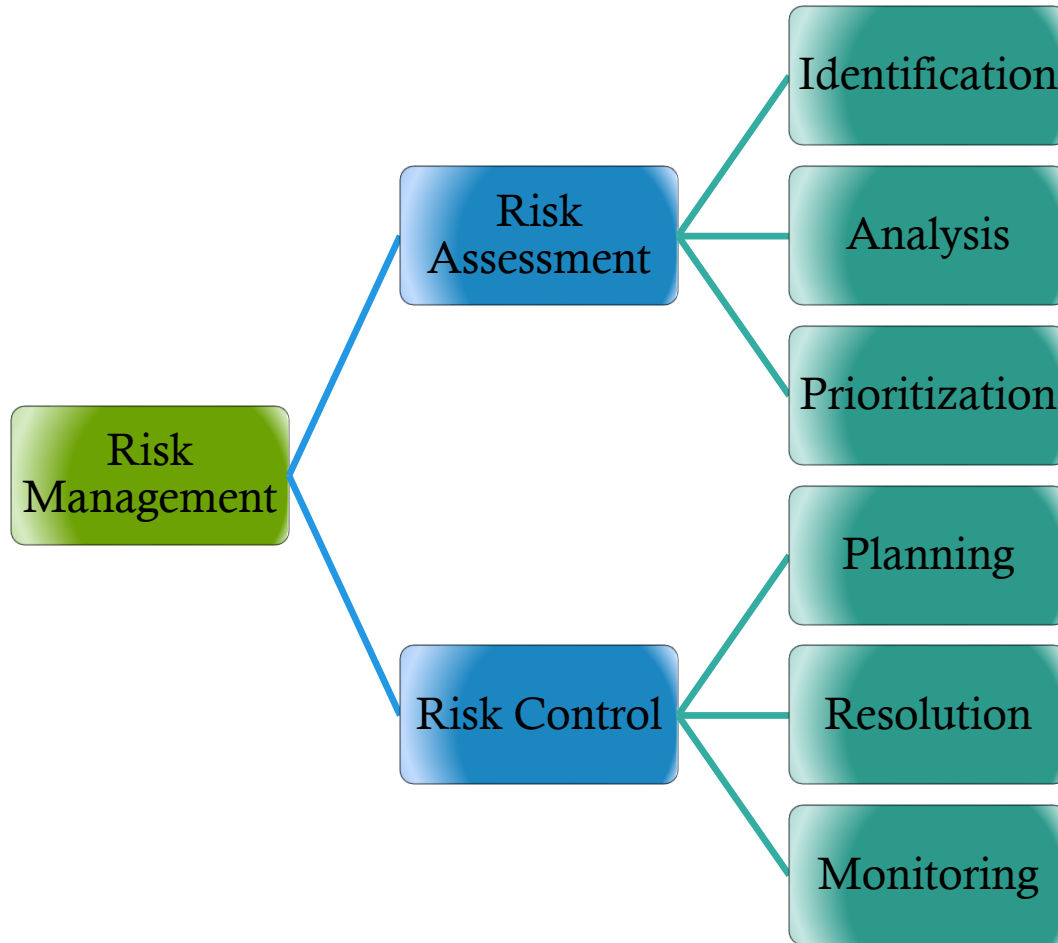 Risk
Management
Risk
Assessment
Identification
Analysis
Prioritization
Risk Control
Planning
Resolution
Monitoring